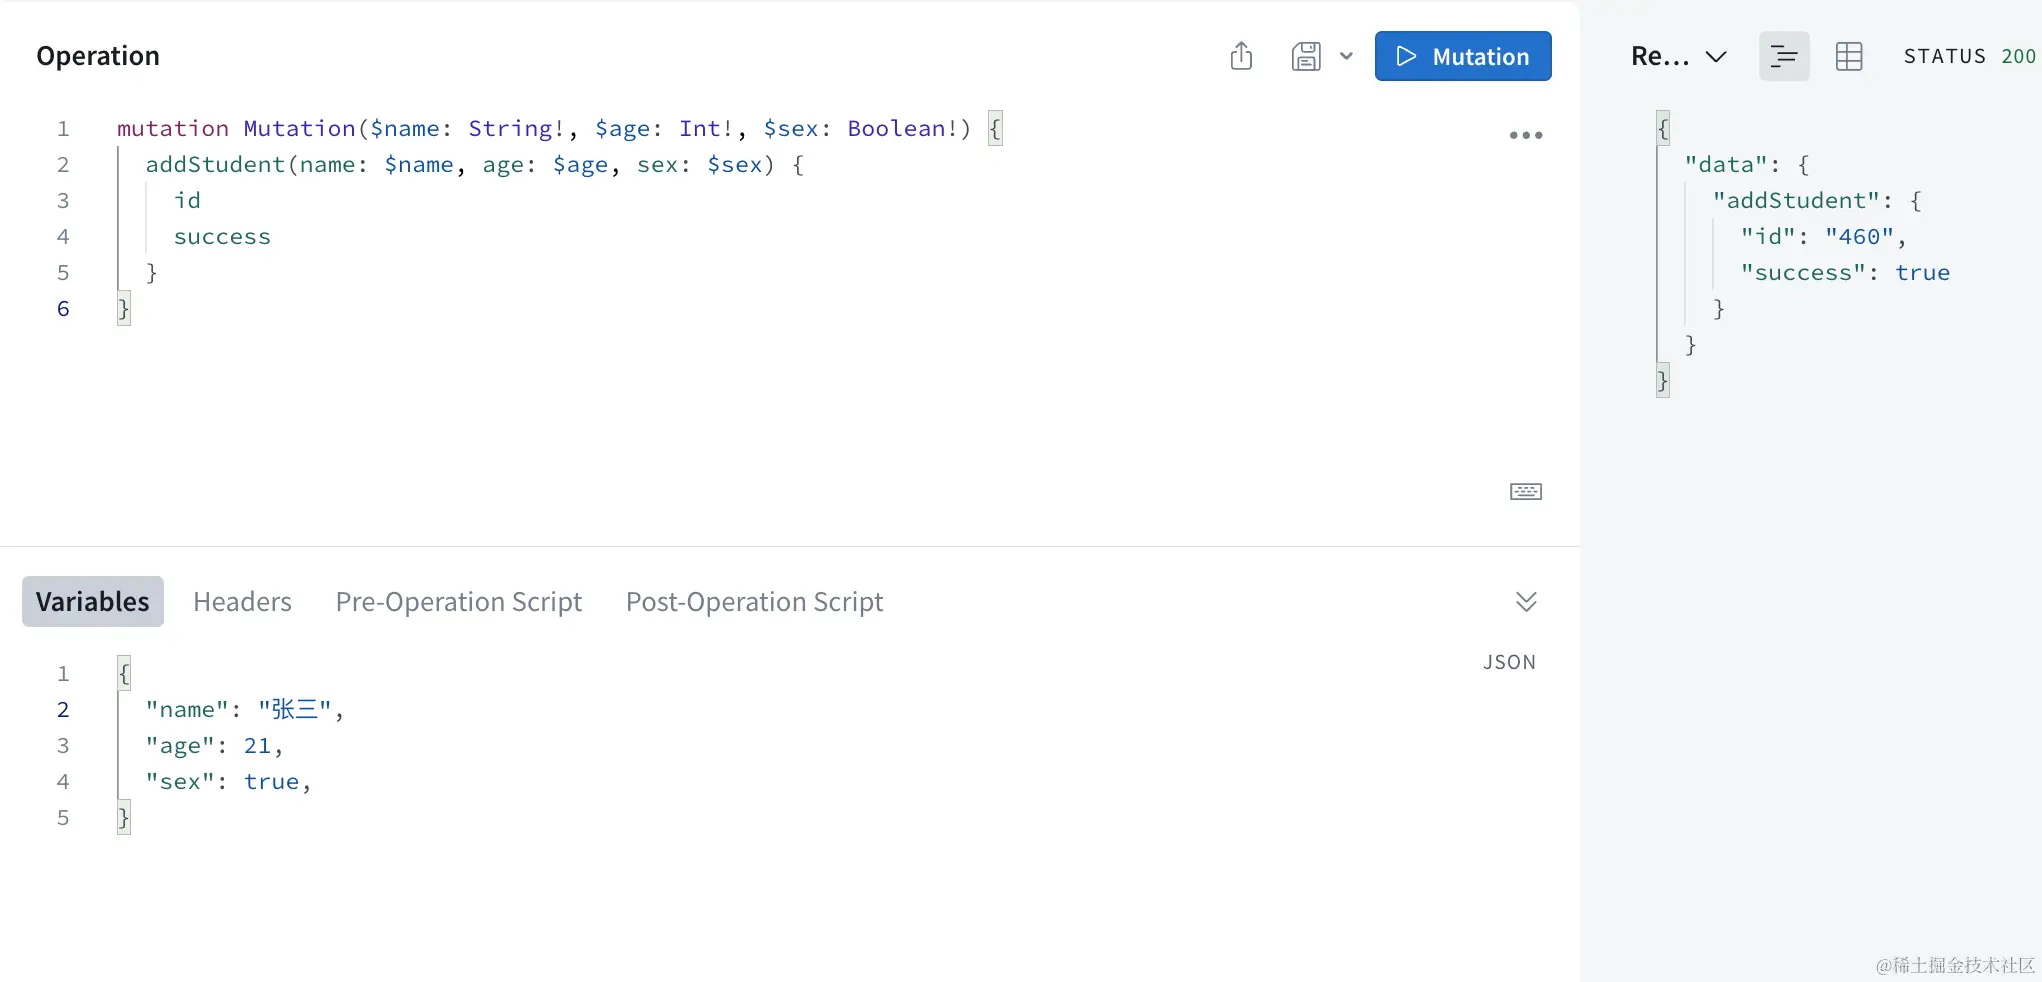 Operation
Mutation
1 mutation Mutation($name: String!, $age: Int!, $sex: Boolean!) {
2 addStudent(name: $name, age: $age, sex: $sex) {
3 id
4 success
5 }
6 }
Variables Headers Pre-Operation Script Post-Operation Script
JSON
1 {
2 "name": "张三",
3 "age": 21,
4 "sex": true,
5 }
Re... STATUS 200
{
"data": {
"addStudent": {
"id": "460",
"success": true
}
}
}
@稀土掘金技术社区